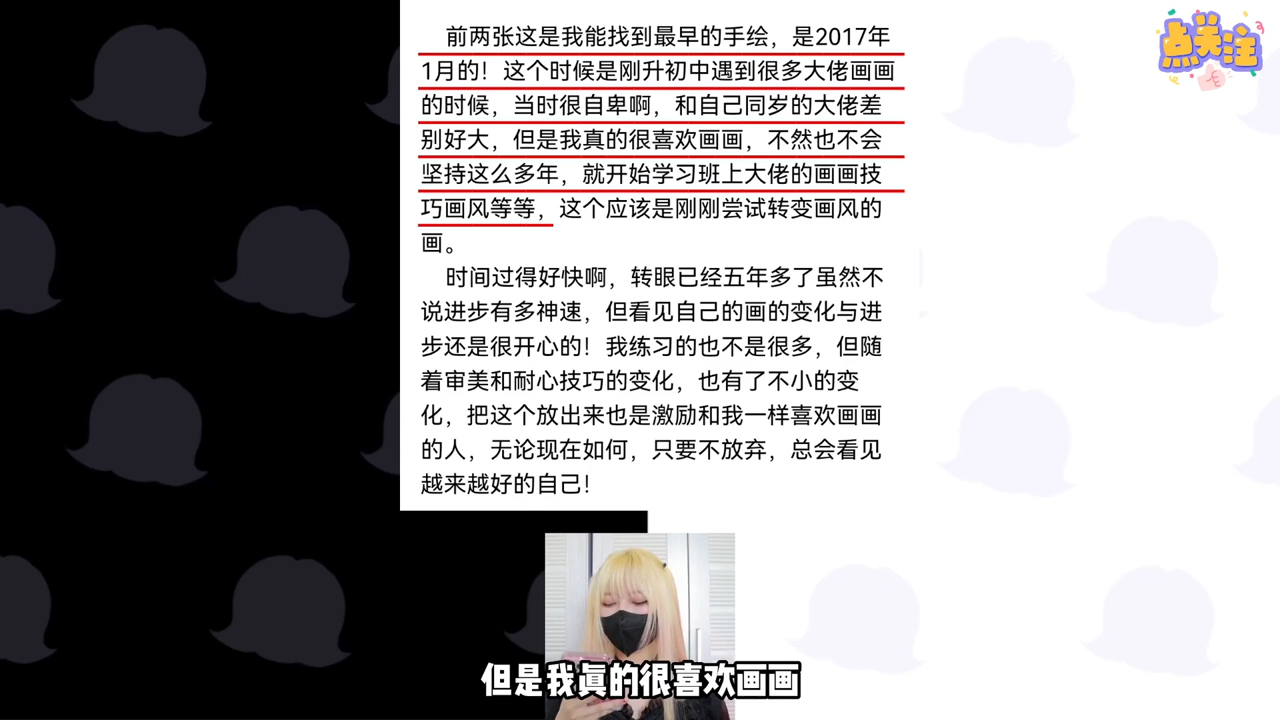 点关注
前两张这是我能找到最早的手绘，是2017年
1月的！这个时候是刚升初中遇到很多大佬画画
的时候，当时很自卑啊，和自己同岁的大佬差
别好大，但是我真的很喜欢画画，不然也不会
坚持这么多年，就开始学习班上大佬的画画技
巧画风等等，这个应该是刚刚尝试转变画风的
画。
时间过得好快啊，转眼已经五年多了虽然不
说进步有多神速，但看见自己的画的变化与进
步还是很开心的！我练习的也不是很多，但随
着审美和耐心技巧的变化，也有了不小的变
化，把这个放出来也是激励和我一样喜欢画画
的人，无论现在如何，只要不放弃，总会看见
越来越好的自己！
但是我真的很喜欢画画